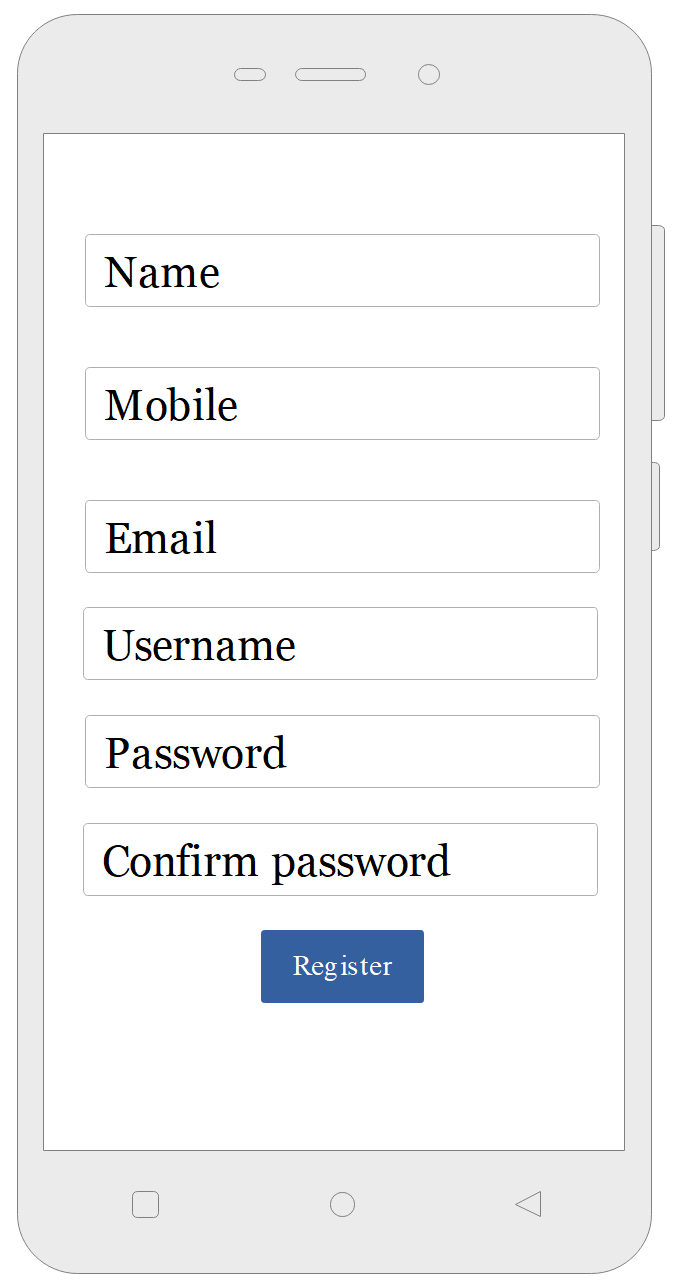 Name
Mobile
Email
Username
Password
Confirm password
Register